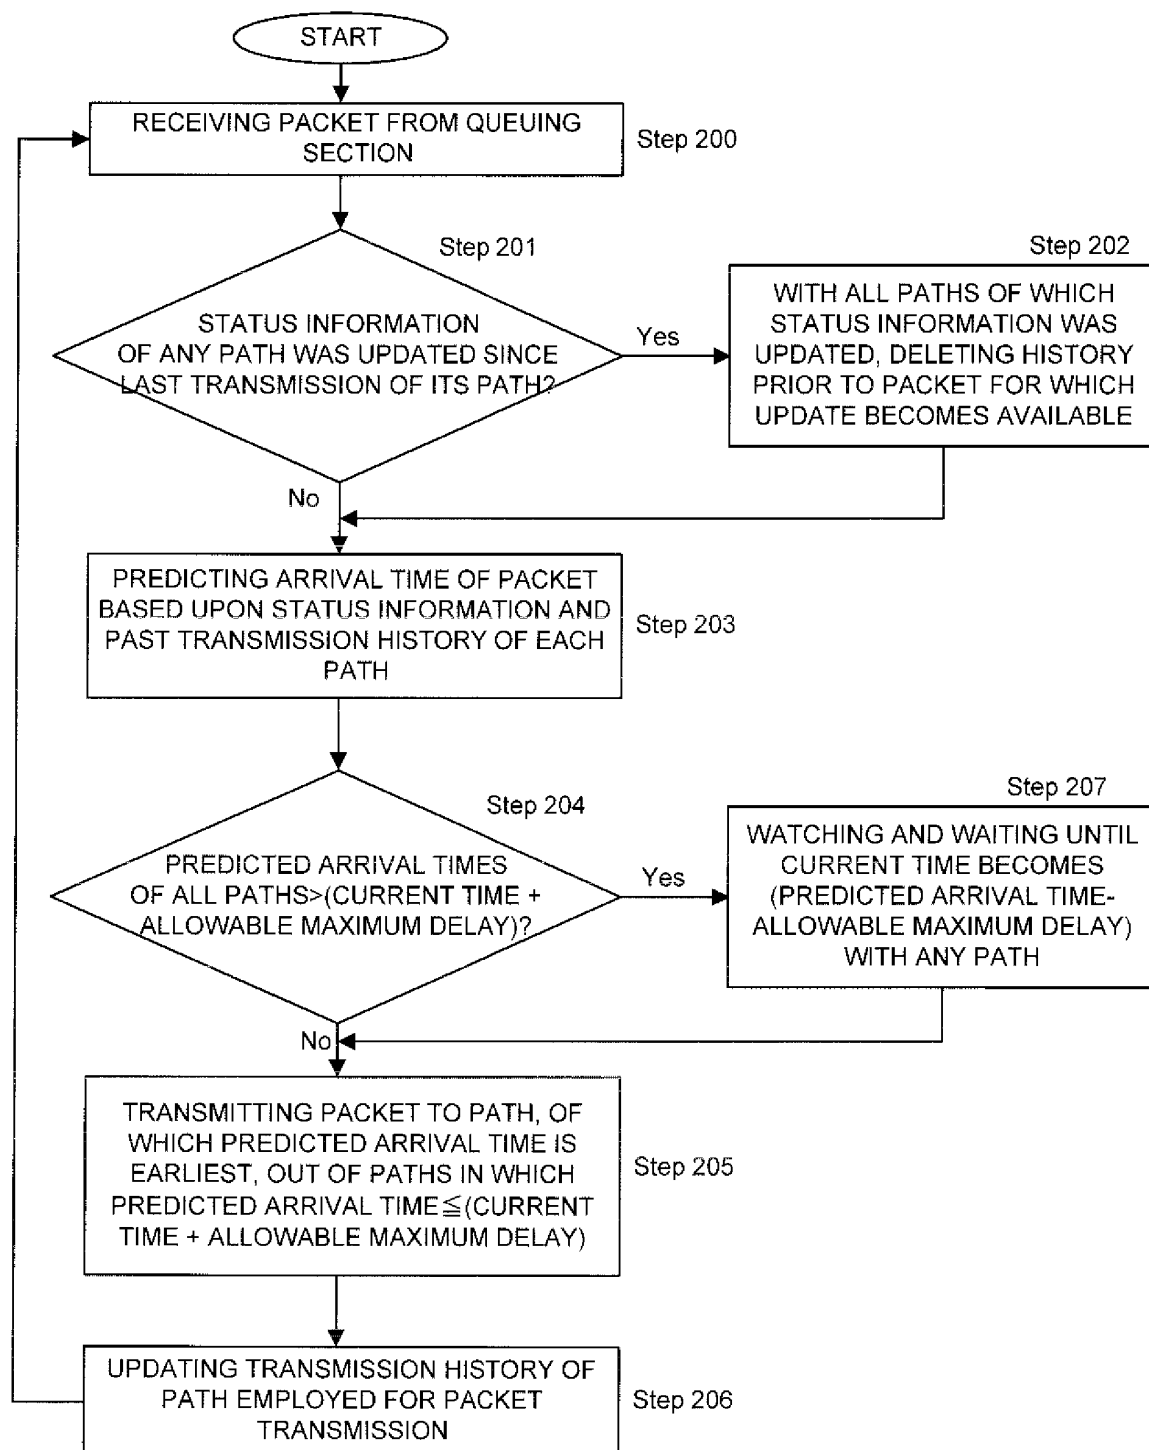 START
RECEIVING PACKET FROM QUEUING
SECTION
Step 200
Step 201
STATUS INFORMATION
OF ANY PATH WAS UPDATED SINCE
LAST TRANSMISSION OF ITS PATH?
Yes
No
Step 202
WITH ALL PATHS OF WHICH
STATUS INFORMATION WAS
UPDATED, DELETING HISTORY
PRIOR TO PACKET FOR WHICH
UPDATE BECOMES AVAILABLE
PREDICTING ARRIVAL TIME OF PACKET
BASED UPON STATUS INFORMATION AND
PAST TRANSMISSION HISTORY OF EACH
PATH
Step 203
Step 204
PREDICTED ARRIVAL TIMES
OF ALL PATHS>(CURRENT TIME +
ALLOWABLE MAXIMUM DELAY)?
Yes
No
Step 207
WATCHING AND WAITING UNTIL
CURRENT TIME BECOMES
(PREDICTED ARRIVAL TIME-
ALLOWABLE MAXIMUM DELAY)
WITH ANY PATH
TRANSMITTING PACKET TO PATH, OF
WHICH PREDICTED ARRIVAL TIME IS
EARLIEST, OUT OF PATHS IN WHICH
PREDICTED ARRIVAL TIME≦(CURRENT
TIME + ALLOWABLE MAXIMUM DELAY)
Step 205
UPDATING TRANSMISSION HISTORY OF
PATH EMPLOYED FOR PACKET
TRANSMISSION
Step 206